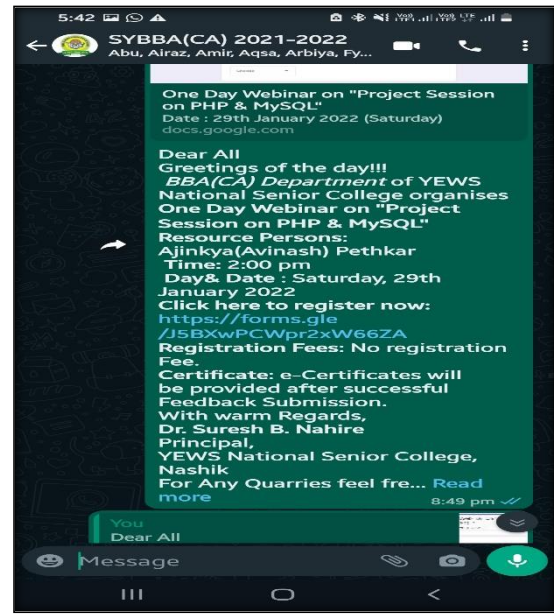 5:42
SYBBA(CA) 2021-2022
Abu, Airaz, Amir, Aqsa, Arbiya, Fy...
One Day Webinar on "Project Session
on PHP & MySQL"
Date : 29th January 2022 (Saturday)
docs.google.com
Dear All
Greetings of the day!!!
BBA(CA) Department of YEWS
National Senior College organises
One Day Webinar on "Project
Session on PHP & MySQL"
Resource Persons:
Ajinkya(Avinash) Pethkar
Time: 2:00 pm
Day& Date : Saturday, 29th
January 2022
Click here to register now:
https://forms.gle
/J5BXwPCWpr2xW66ZA
Registration Fees: No registration
Fee.
Certificate: e-Certificates will
be provided after successful
Feedback Submission.
With warm Regards,
Dr. Suresh B. Nahire
Principal,
YEWS National Senior College,
Nashik
For Any Quarries feel fre... Read
more
8:49 pm
You
Dear All
Message